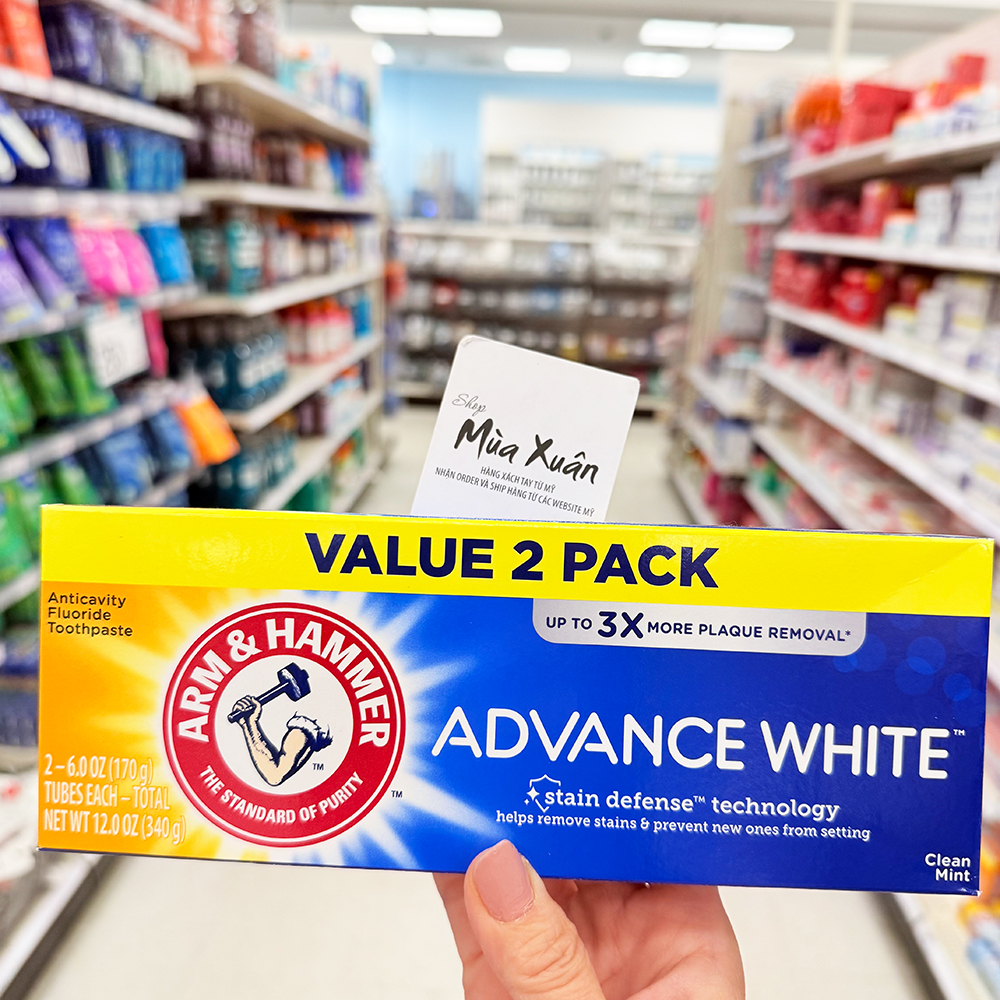 Shop
Mùa Xuân
HÀNG XÁCH TAY TỪ MỸ
NHẬN ORDER VÀ SHIP HÀNG TỪ CÁC WEBSITE MỸ
VALUE 2 PACK
Anticavity
Fluoride
Toothpaste
UP TO 3X MORE PLAQUE REMOVAL*
ARM & HAMMER
THE STANDARD OF PURITY
TM
TM
ADVANCE WHITE™
stain defense™ technology
helps remove stains & prevent new ones from setting
2 – 6.0 OZ (170 g)
TUBES EACH – TOTAL
NET WT 12.0 OZ (340 g)
Clean
Mint